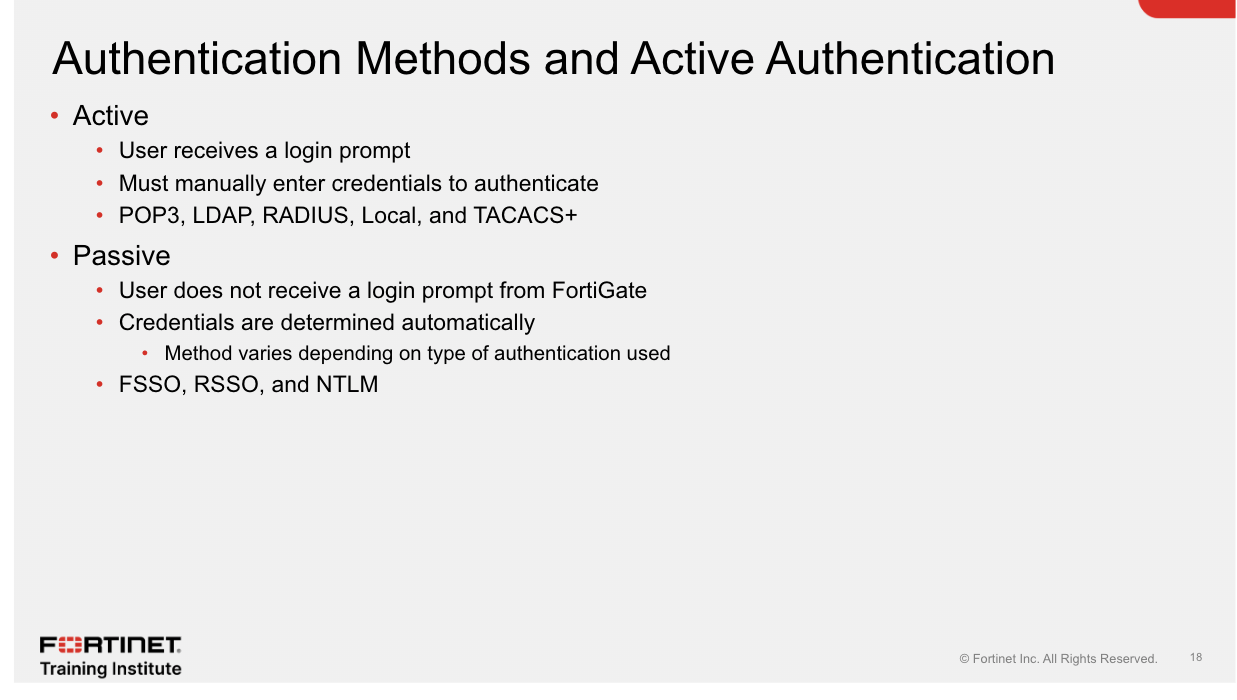 Authentication Methods and Active Authentication
• Active
• User receives a login prompt
• Must manually enter credentials to authenticate
• POP3, LDAP, RADIUS, Local, and TACACS+
• Passive
• User does not receive a login prompt from FortiGate
• Credentials are determined automatically
• Method varies depending on type of authentication used
• FSSO, RSSO, and NTLM
FORTINET
Training Institute
© Fortinet Inc. All Rights Reserved. 18